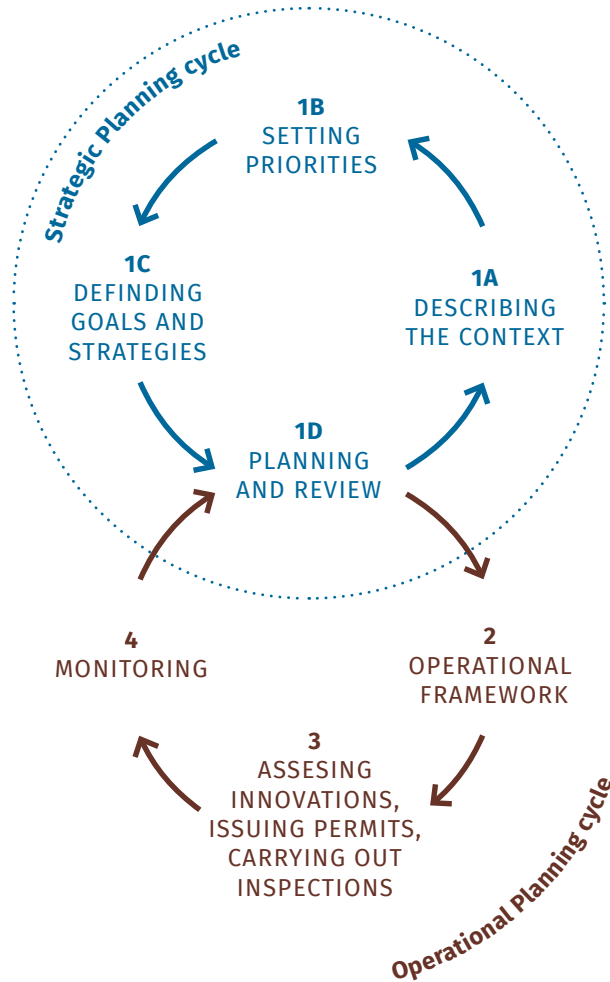 Strategic Planning cycle
1B
SETTING
PRIORITIES
1C
DEFINDING
GOALS AND
STRATEGIES
1A
DESCRIBING
THE CONTEXT
1D
PLANNING
AND REVIEW
4
MONITORING
2
OPERATIONAL
FRAMEWORK
3
ASSESING
INNOVATIONS,
ISSUING PERMITS,
CARRYING OUT
INSPECTIONS
Operational Planning cycle